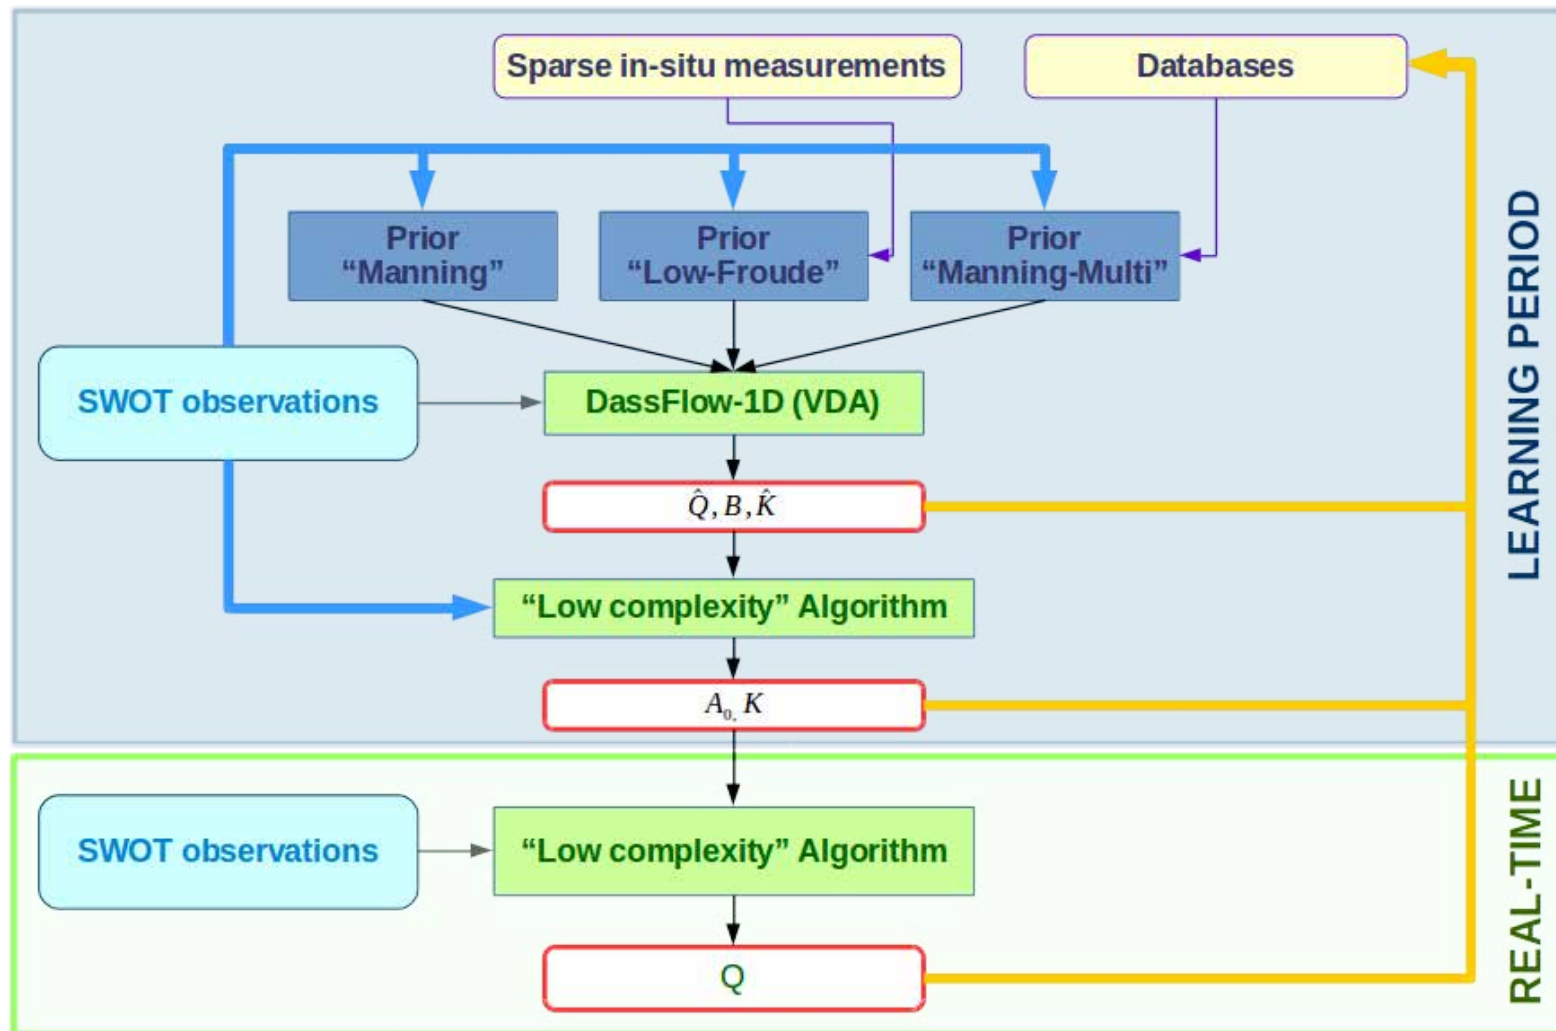 Sparse in-situ measurements
Databases
Prior
“Manning”
Prior
“Low-Froude”
Prior
“Manning-Multi”
SWOT observations
DassFlow-1D (VDA)
Q̂, B, K̂
“Low complexity” Algorithm
A₀, K
LEARNING PERIOD
SWOT observations
“Low complexity” Algorithm
Q
REAL-TIME